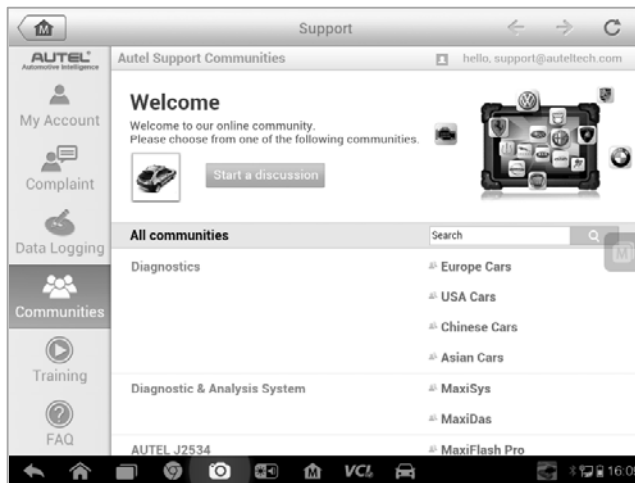 Support
AUTEL®
Automotive Intelligence
Autel Support Communities
hello, support@auteltech.com
My Account
Complaint
Data Logging
Communities
Training
FAQ
Welcome
Welcome to our online community.
Please choose from one of the following communities.
Start a discussion
All communities
Search
Diagnostics
Europe Cars
USA Cars
Chinese Cars
Asian Cars
Diagnostic & Analysis System
MaxiSys
MaxiDas
AUTEL J2534
MaxiFlash Pro
VCI